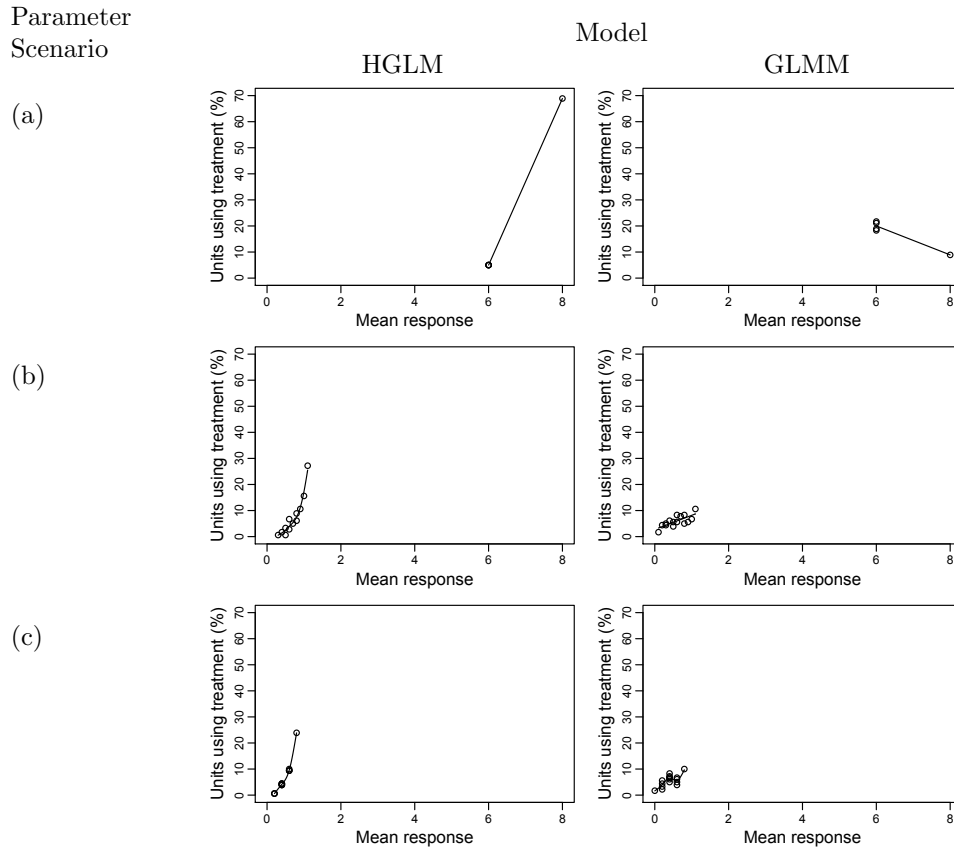 Parameter
Scenario
Model
HGLM
GLMM
(a)
Units using treatment (%)
0 10 20 30 40 50 60 70
0 2 4 6 8
Mean response
Units using treatment (%)
0 10 20 30 40 50 60 70
0 2 4 6 8
Mean response
(b)
Units using treatment (%)
0 10 20 30 40 50 60 70
0 2 4 6 8
Mean response
Units using treatment (%)
0 10 20 30 40 50 60 70
0 2 4 6 8
Mean response
(c)
Units using treatment (%)
0 10 20 30 40 50 60 70
0 2 4 6 8
Mean response
Units using treatment (%)
0 10 20 30 40 50 60 70
0 2 4 6 8
Mean response